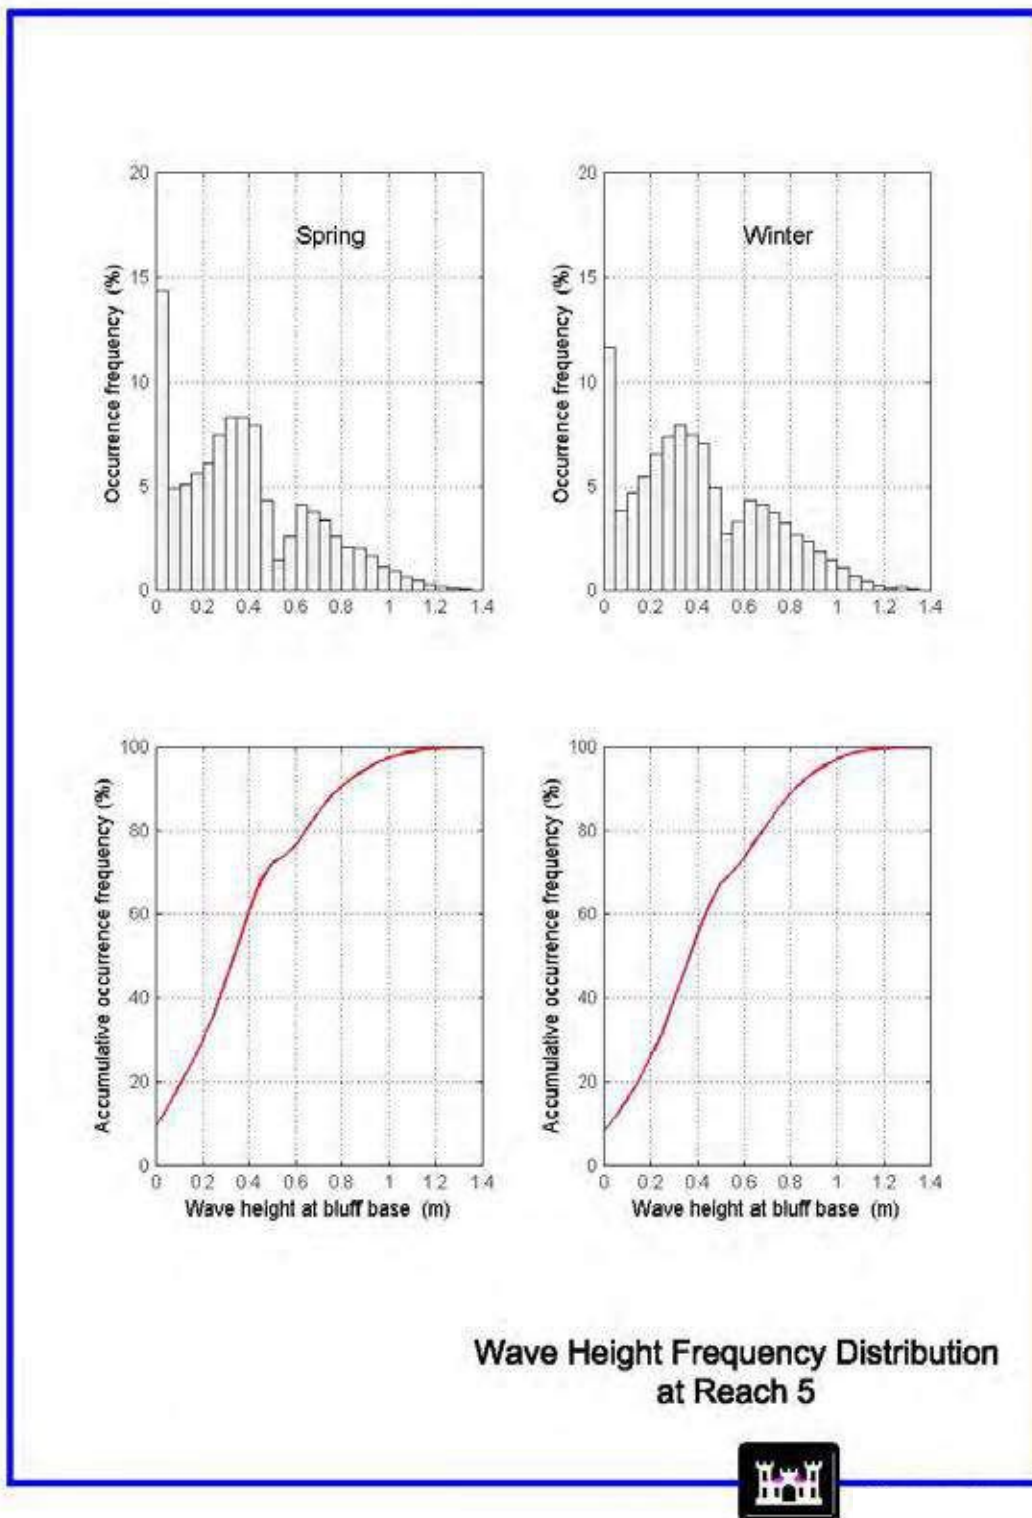 20
15
10
5
0
Occurrence frequency (%)
Spring
0 0.2 0.4 0.6 0.8 1 1.2 1.4
20
15
10
5
0
Occurrence frequency (%)
Winter
0 0.2 0.4 0.6 0.8 1 1.2 1.4
100
80
60
40
20
0
Accumulative occurrence frequency (%)
0 0.2 0.4 0.6 0.8 1 1.2 1.4
Wave height at bluff base (m)
100
80
60
40
20
0
Accumulative occurrence frequency (%)
0 0.2 0.4 0.6 0.8 1 1.2 1.4
Wave height at bluff base (m)
Wave Height Frequency Distribution
at Reach 5